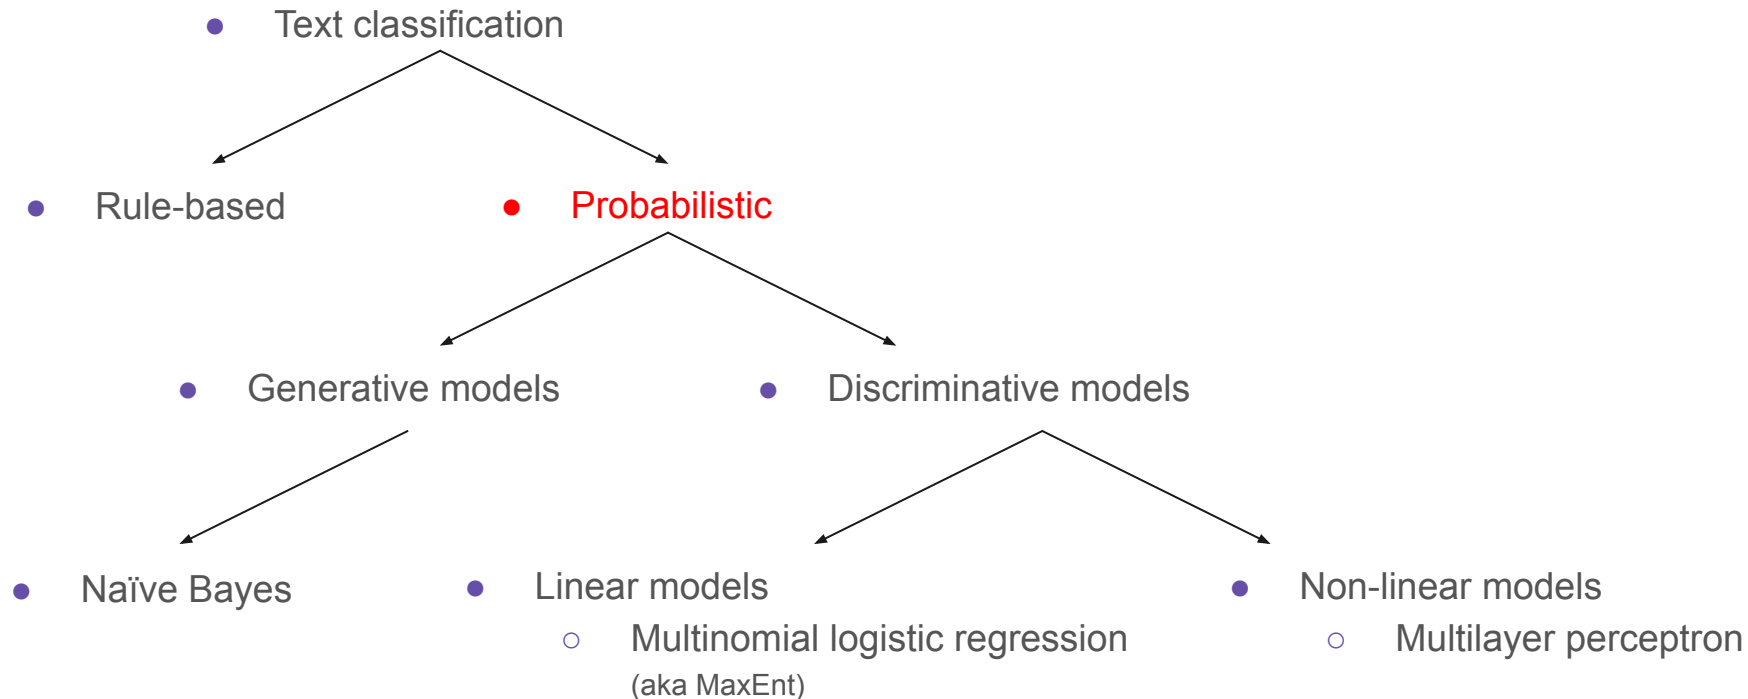 ● Text classification
● Rule-based
● Probabilistic
● Generative models
● Discriminative models
● Naïve Bayes
● Linear models
○ Multinomial logistic regression
(aka MaxEnt)
● Non-linear models
○ Multilayer perceptron